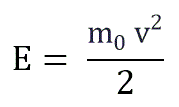 E = m₀ v² / 2